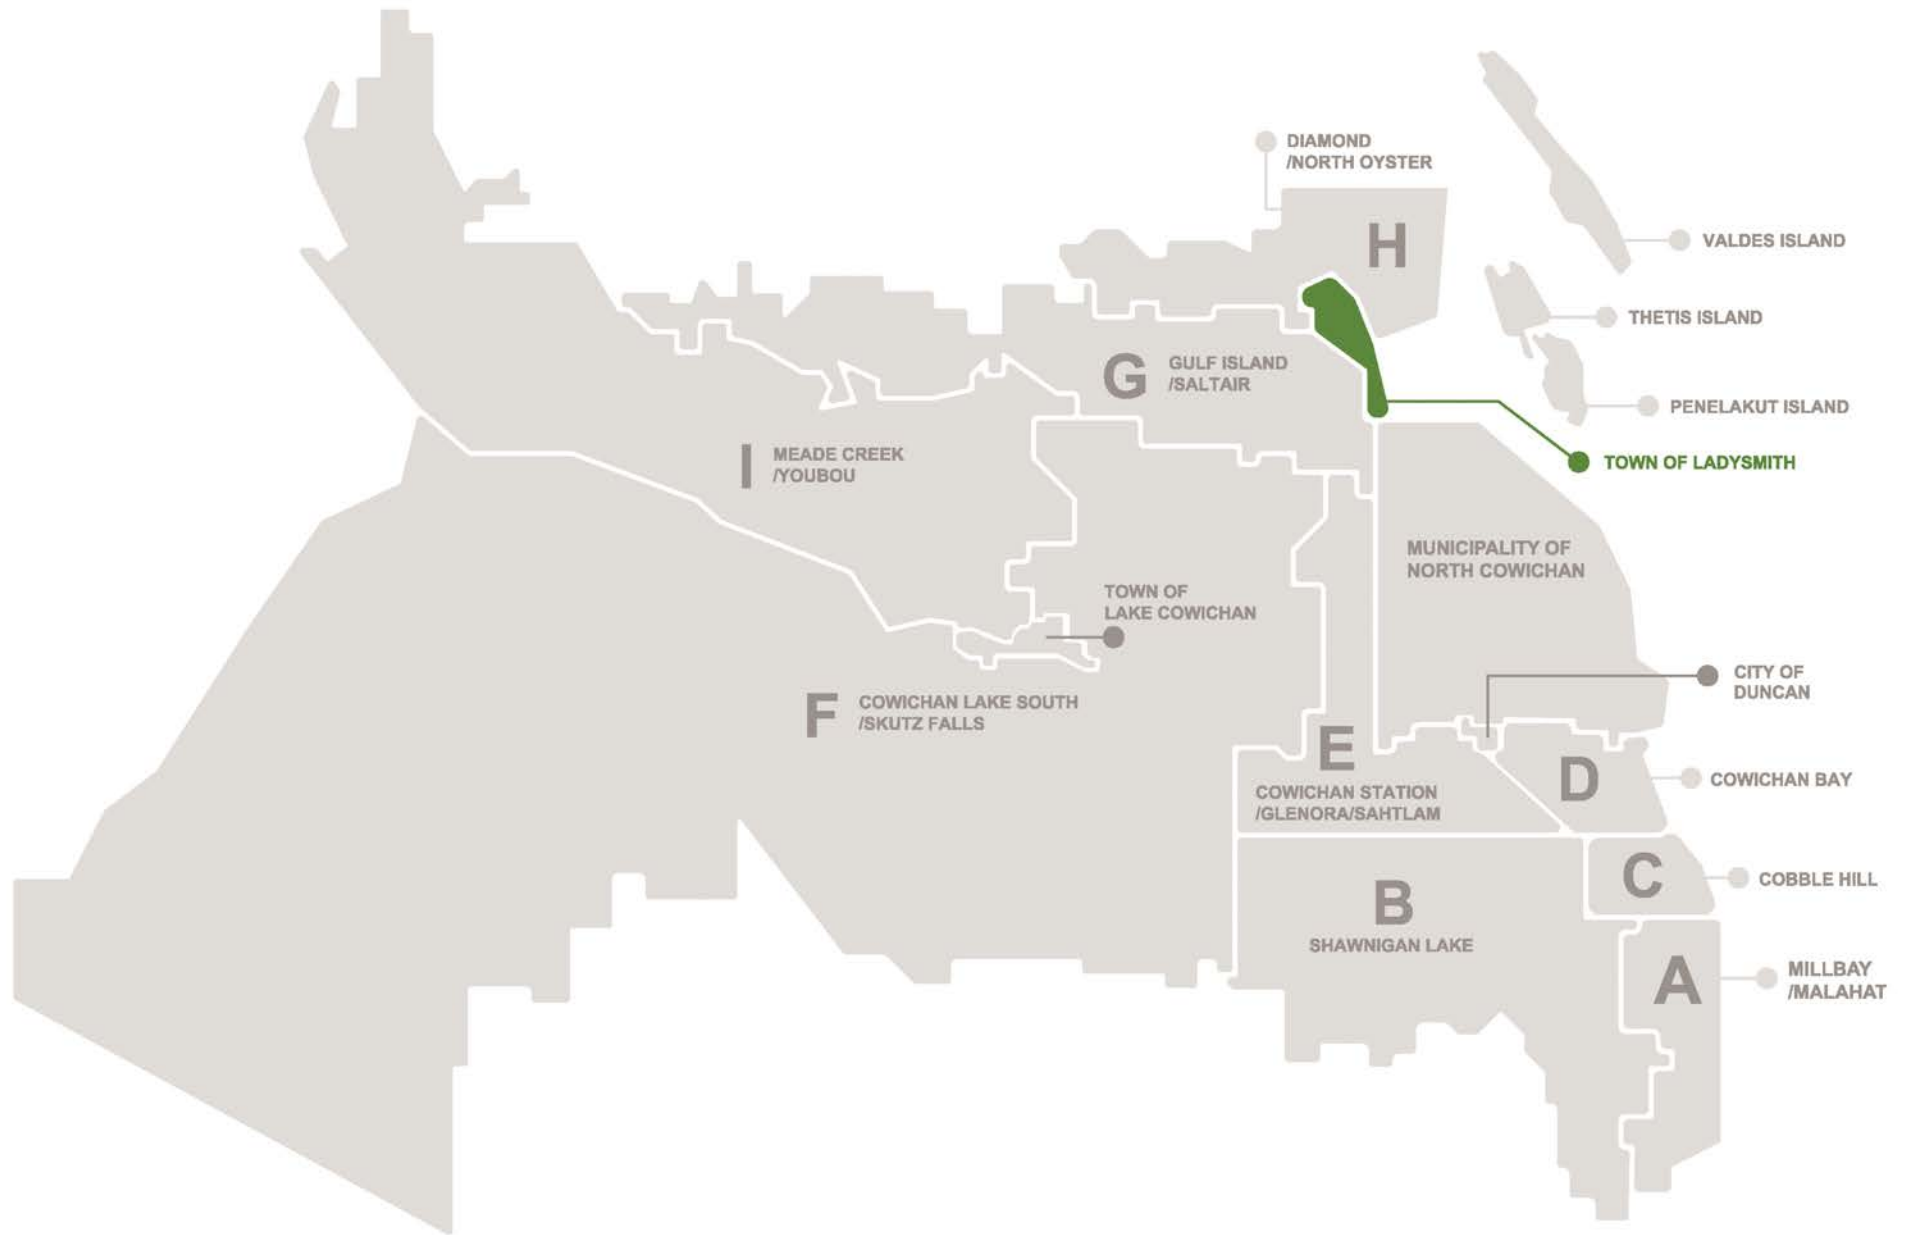 DIAMOND
/NORTH OYSTER
H
VALDES ISLAND
THETIS ISLAND
G
GULF ISLAND
/SALTAIR
PENELAKUT ISLAND
I
MEADE CREEK
/YOUBOU
TOWN OF LADYSMITH
MUNICIPALITY OF
NORTH COWICHAN
TOWN OF
LAKE COWICHAN
CITY OF
DUNCAN
F
COWICHAN LAKE SOUTH
/SKUTZ FALLS
E
COWICHAN STATION
/GLENORA/SAHTLAM
D
COWICHAN BAY
C
COBBLE HILL
B
SHAWNIGAN LAKE
A
MILLBAY
/MALAHAT